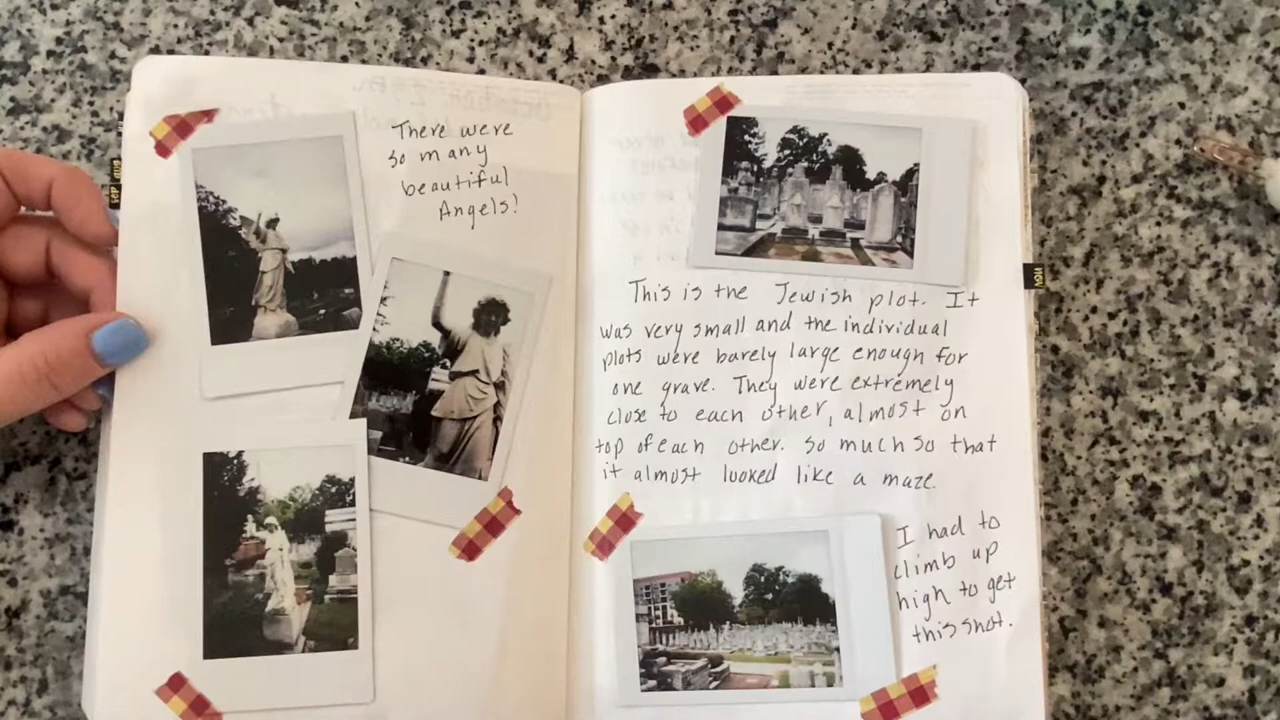 There were
so many
beautiful
Angels!
This is the Jewish plot. It
was very small and the individual
plots were barely large enough for
one grave. They were extremely
close to each other, almost on
top of each other. So much so that
it almost looked like a maze.
I had to
climb up
high to get
this shot.
aug
sep
nov